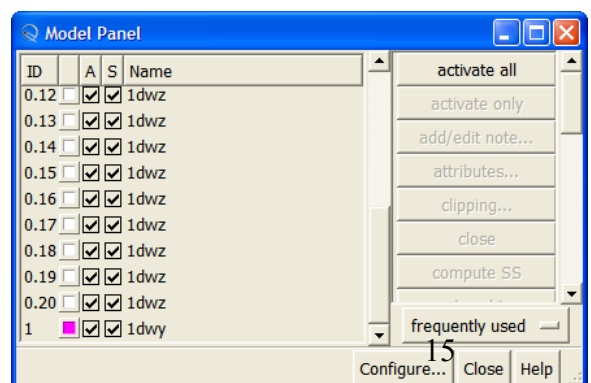 Model Panel
ID A S Name
0.12 1dwz
0.13 1dwz
0.14 1dwz
0.15 1dwz
0.16 1dwz
0.17 1dwz
0.18 1dwz
0.19 1dwz
0.20 1dwz
1 1dwy
activate all
activate only
add/edit note...
attributes...
clipping...
close
compute SS
frequently used
15
Configure... Close Help